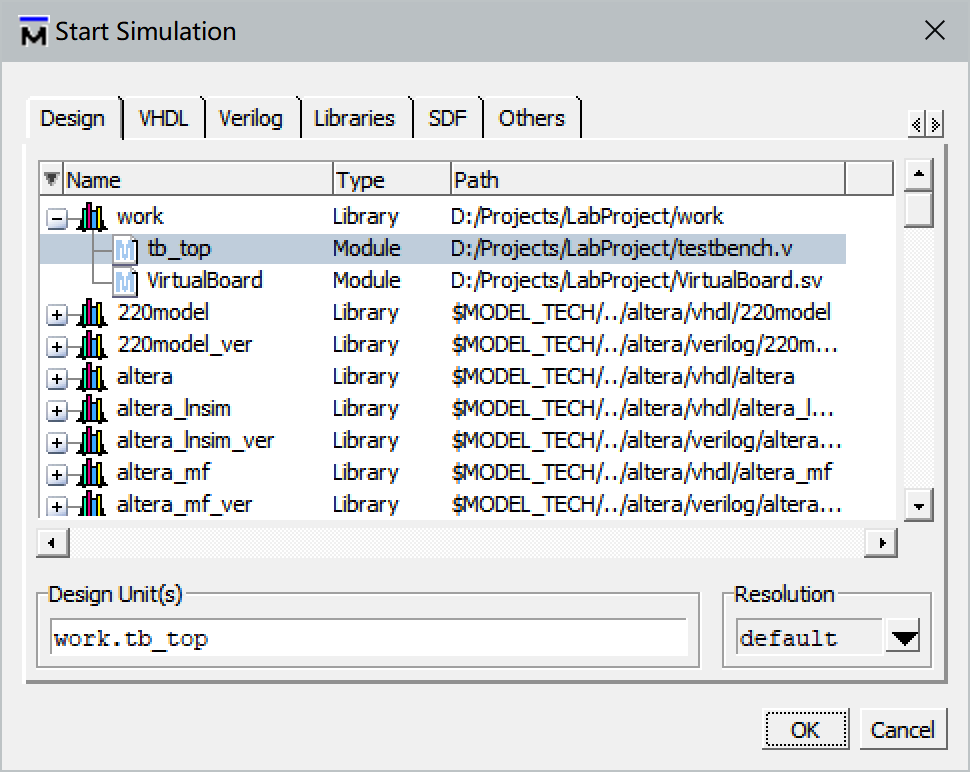 Start Simulation
Design VHDL Verilog Libraries SDF Others
Name Type Path
work Library D:/Projects/LabProject/work
tb_top Module D:/Projects/LabProject/testbench.v
VirtualBoard Module D:/Projects/LabProject/VirtualBoard.sv
220model Library $MODEL_TECH/../altera/vhdl/220model
220model_ver Library $MODEL_TECH/../altera/verilog/220m...
altera Library $MODEL_TECH/../altera/vhdl/altera
altera_lnsim Library $MODEL_TECH/../altera/vhdl/altera_l...
altera_lnsim_ver Library $MODEL_TECH/../altera/verilog/altera...
altera_mf Library $MODEL_TECH/../altera/vhdl/altera_mf
altera_mf_ver Library $MODEL_TECH/../altera/verilog/altera...
Design Unit(s) Resolution
work.tb_top default
OK Cancel